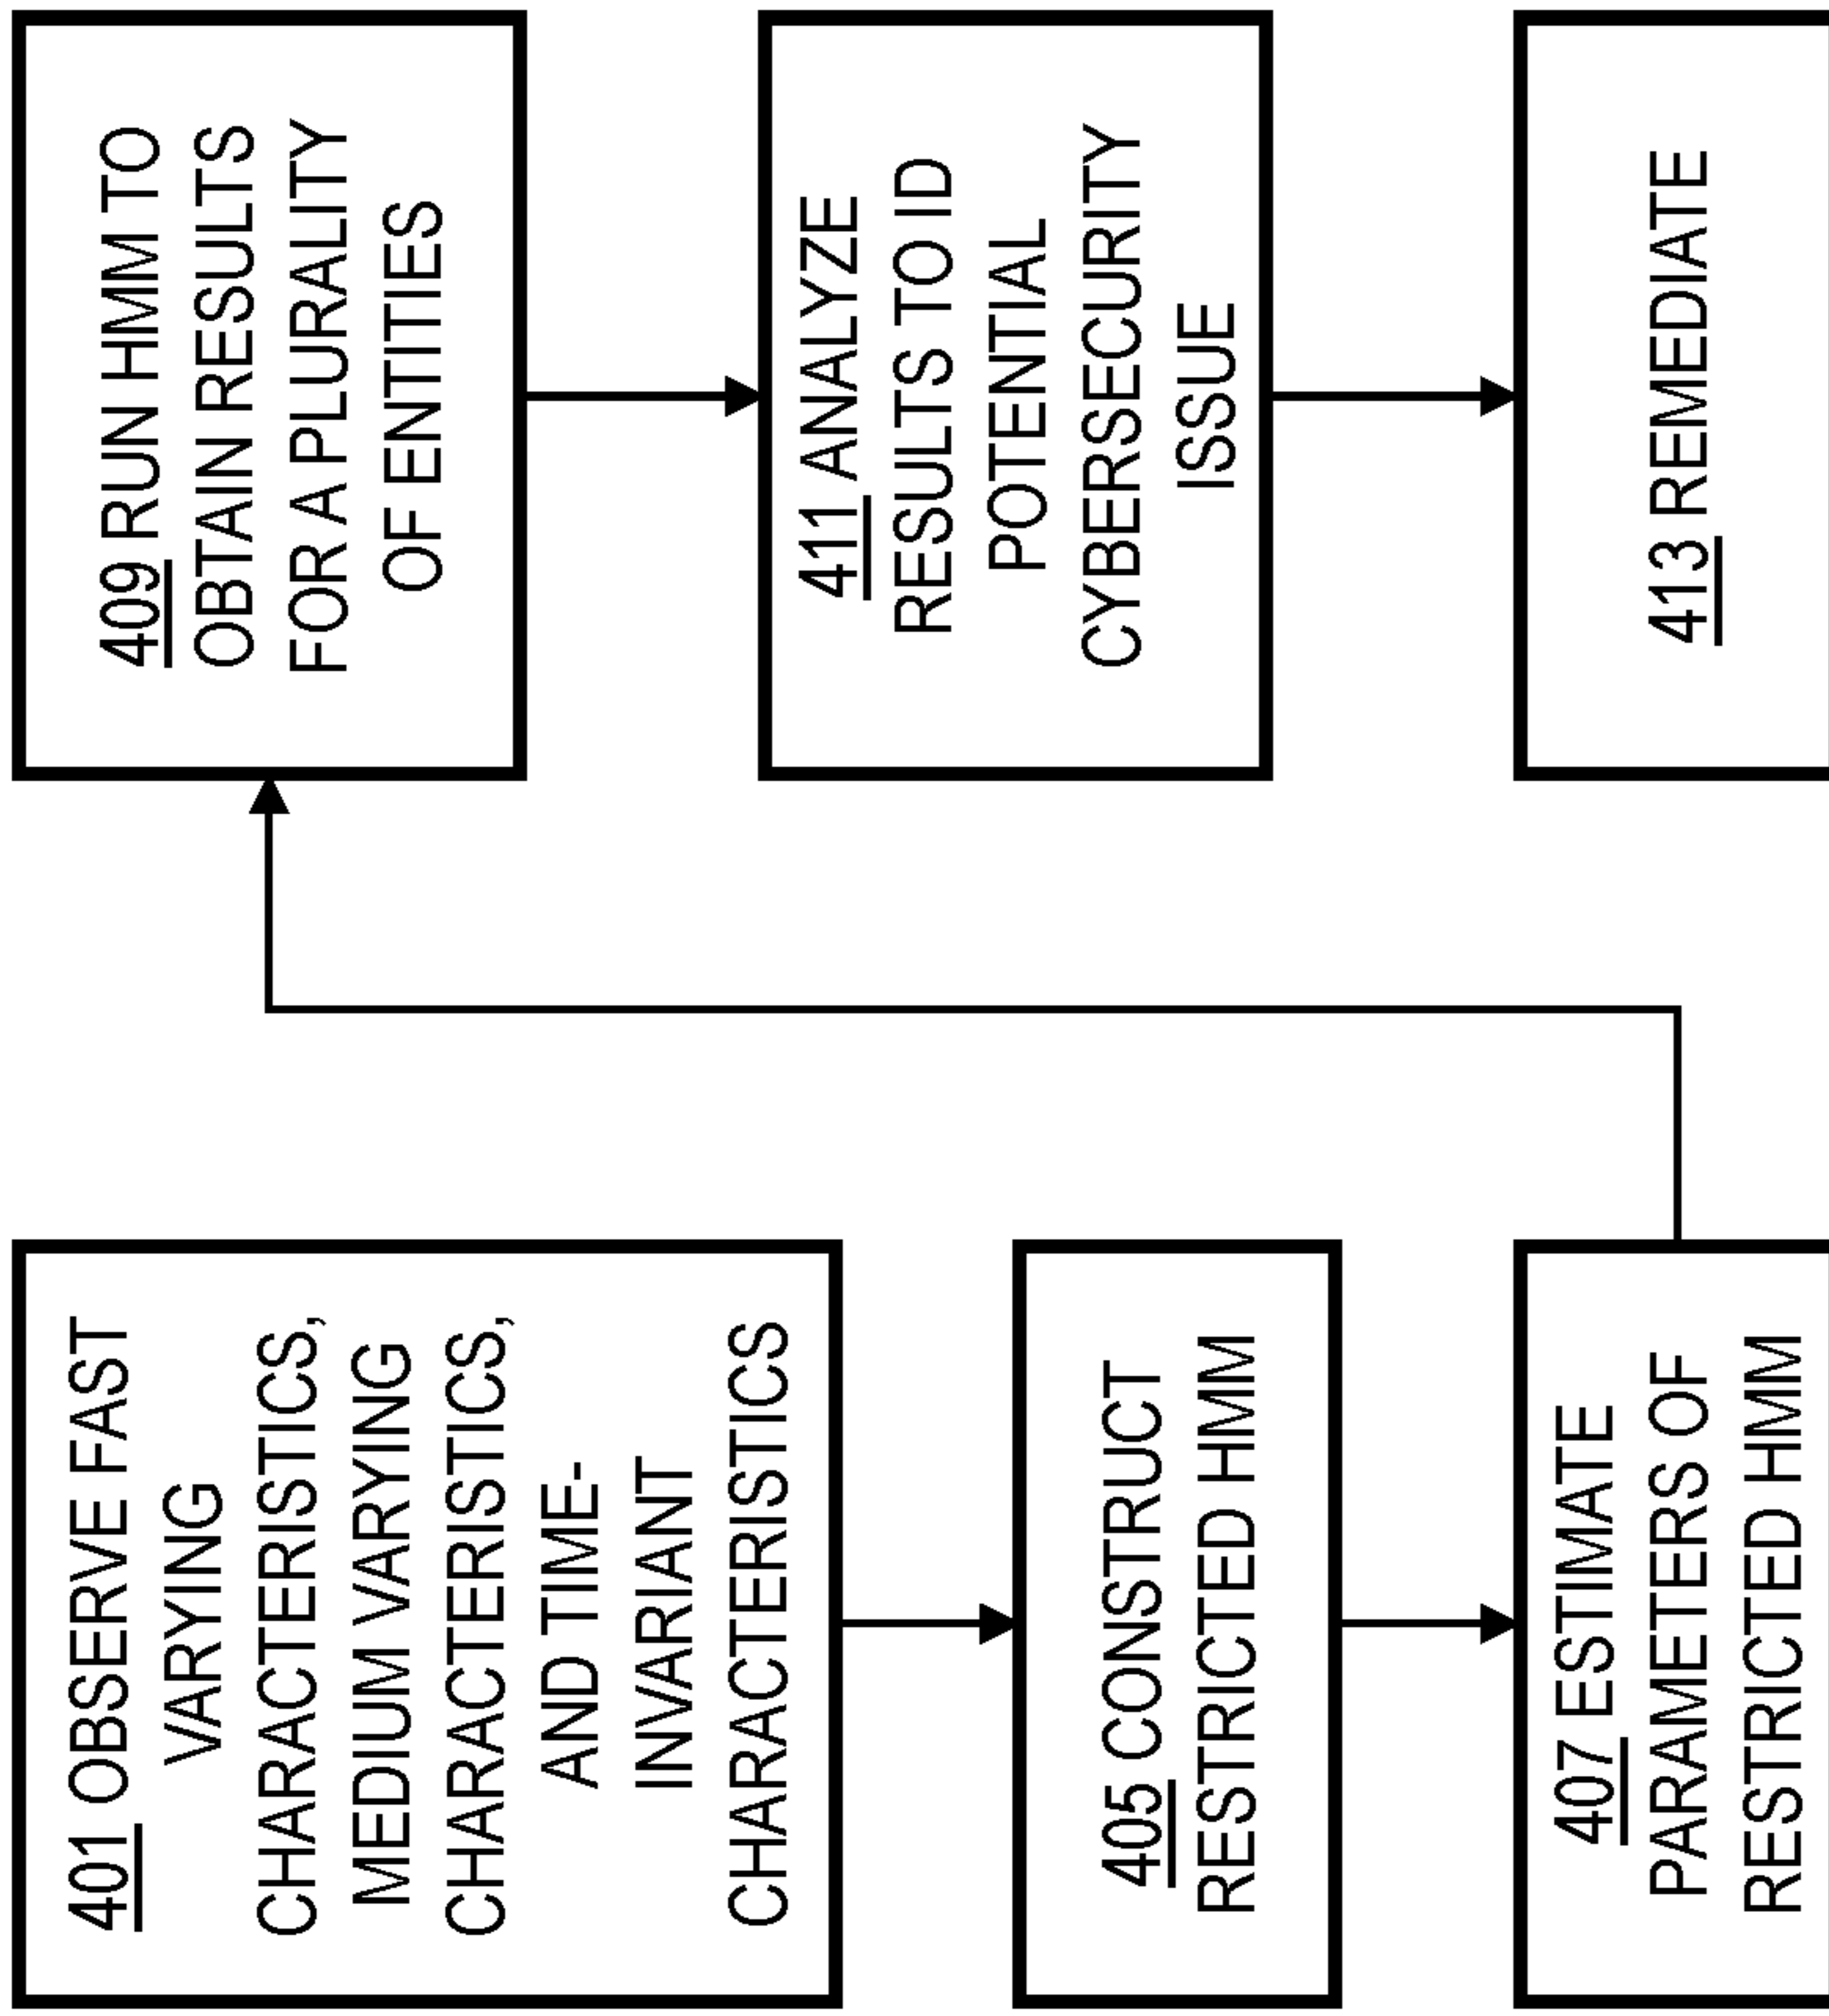 401 OBSERVE FAST
VARYING
CHARACTERISTICS,
MEDIUM VARYING
CHARACTERISTICS,
AND TIME-
INVARIANT
CHARACTERISTICS
405 CONSTRUCT
RESTRICTED HMM
407 ESTIMATE
PARAMETERS OF
RESTRICTED HMM
409 RUN HMM TO
OBTAIN RESULTS
FOR A PLURALITY
OF ENTITIES
411 ANALYZE
RESULTS TO ID
POTENTIAL
CYBERSECURITY
ISSUE
413 REMEDIATE